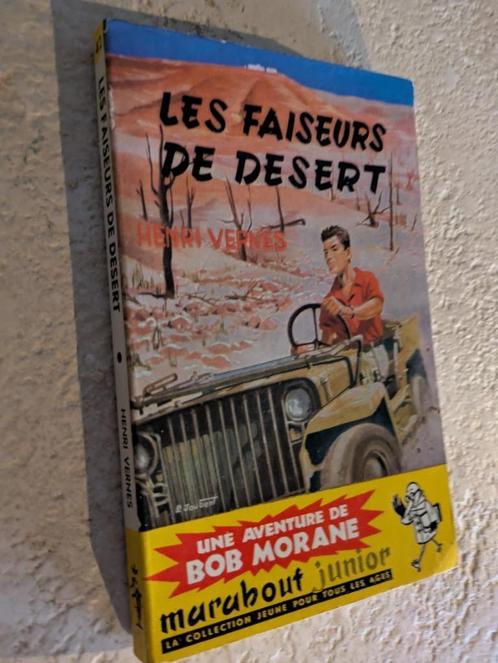 LES FAISEURS
DE DESERT
HENRI VERNES
P. Joubert
UNE AVENTURE DE
BOB MORANE
marabout junior
LA COLLECTION JEUNE POUR TOUS LES AGES
LES FAISEURS DE DESERT
HENRI VERNES